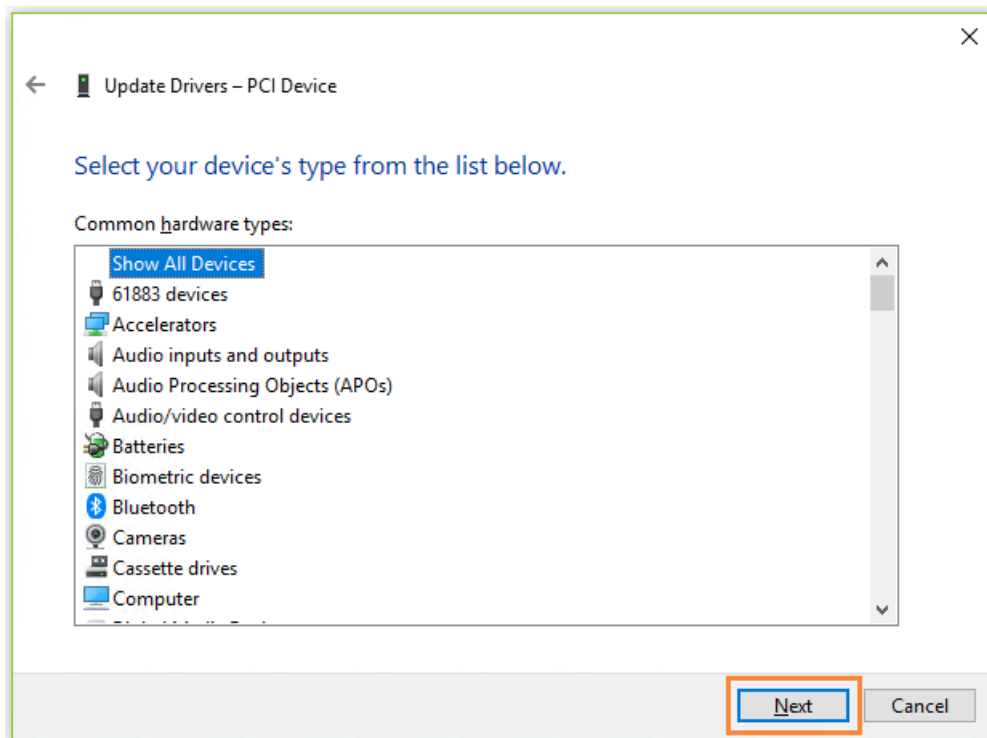 Update Drivers – PCI Device
Select your device's type from the list below.
Common hardware types:
Show All Devices
61883 devices
Accelerators
Audio inputs and outputs
Audio Processing Objects (APOs)
Audio/video control devices
Batteries
Biometric devices
Bluetooth
Cameras
Cassette drives
Computer
Next
Cancel